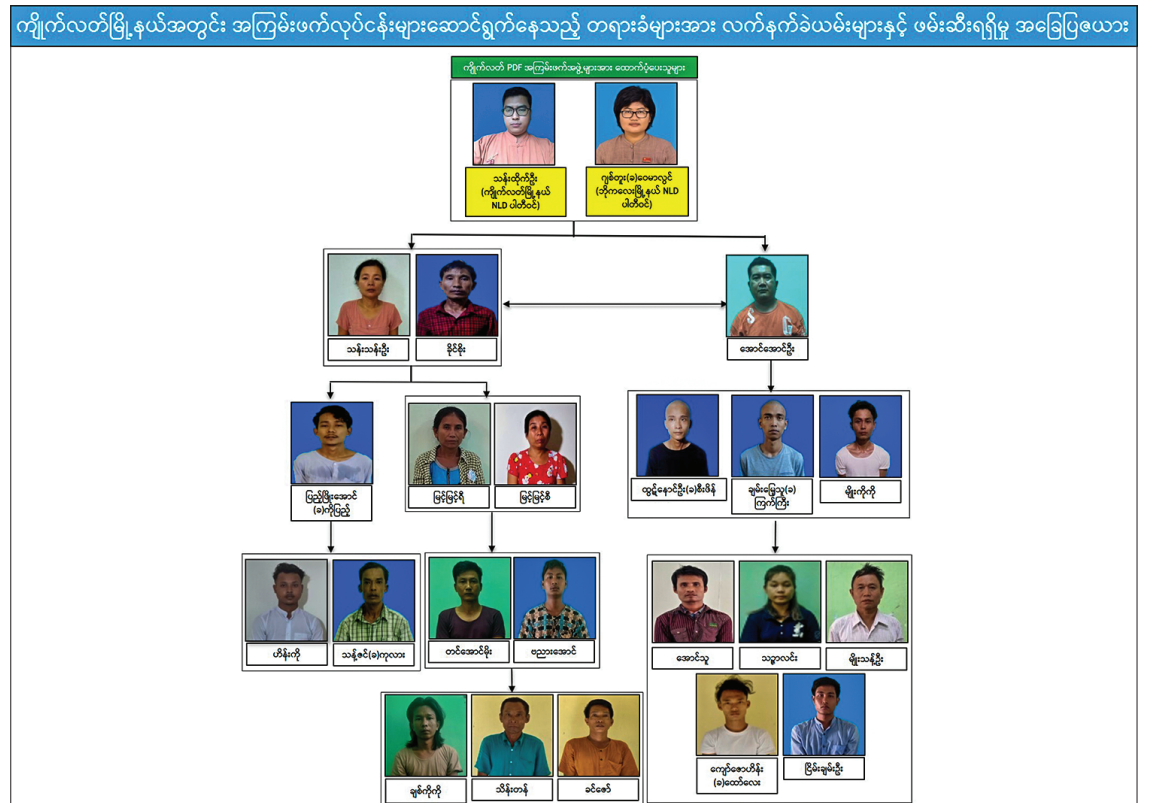 ကျိုက်လတ်မြို့နယ်အတွင်း အကြမ်းဖက်လုပ်ငန်းများဆောင်ရွက်နေသည့် တရားခံများအား လက်နက်ခဲယမ်းများနှင့် ဖမ်းဆီးရရှိမှု အခြေပြဇယား
ကျိုက်လတ် PDF အကြမ်းဖက်အဖွဲ့များအား ထောက်ပံ့ပေးသူများ
သန်းထိုက်ဦး
(ကျိုက်လတ်မြို့နယ်
NLD ပါတီဝင်)
ဂျစ်တူး(ခ)ဝေမာလွင်
(ဘိုကလေးမြို့နယ် NLD
ပါတီဝင်)
သန်းသန်းဦး
ခိုင်စိုး
အောင်အောင်ဦး
ပြည့်ဖြိုးအောင်
(ခ)ကိုပြည့်
မြင့်မြင့်ရီ
မြင့်မြင့်စီ
ထွဋ်နောင်ဦး(ခ)စီးဖိန်
ချမ်းမြေ့သူ(ခ)
ကြက်ကြီး
မျိုးကိုကို
ဟိန်းကို
သန့်ဇင်(ခ)ကုလား
တင်အောင်မိုး
ဗညားအောင်
အောင်သူ
သဉ္ဇာလင်း
မျိုးသန့်ဦး
ချစ်ကိုကို
သိန်းတန်
ခင်ဇော်
ကျော်ဇောဟိန်း
(ခ)ထော်လေး
ငြိမ်းချမ်းဦး